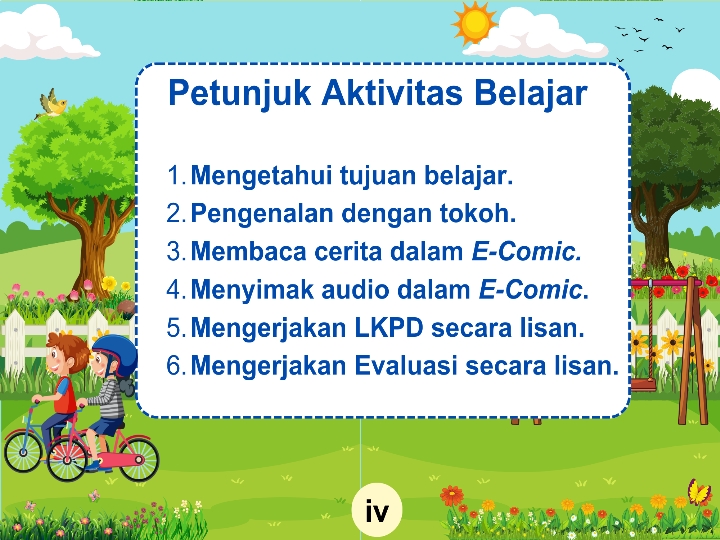 Petunjuk Aktivitas Belajar
1. Mengetahui tujuan belajar.
2. Pengenalan dengan tokoh.
3. Membaca cerita dalam E-Comic.
4. Menyimak audio dalam E-Comic.
5. Mengerjakan LKPD secara lisan.
6. Mengerjakan Evaluasi secara lisan.
iv